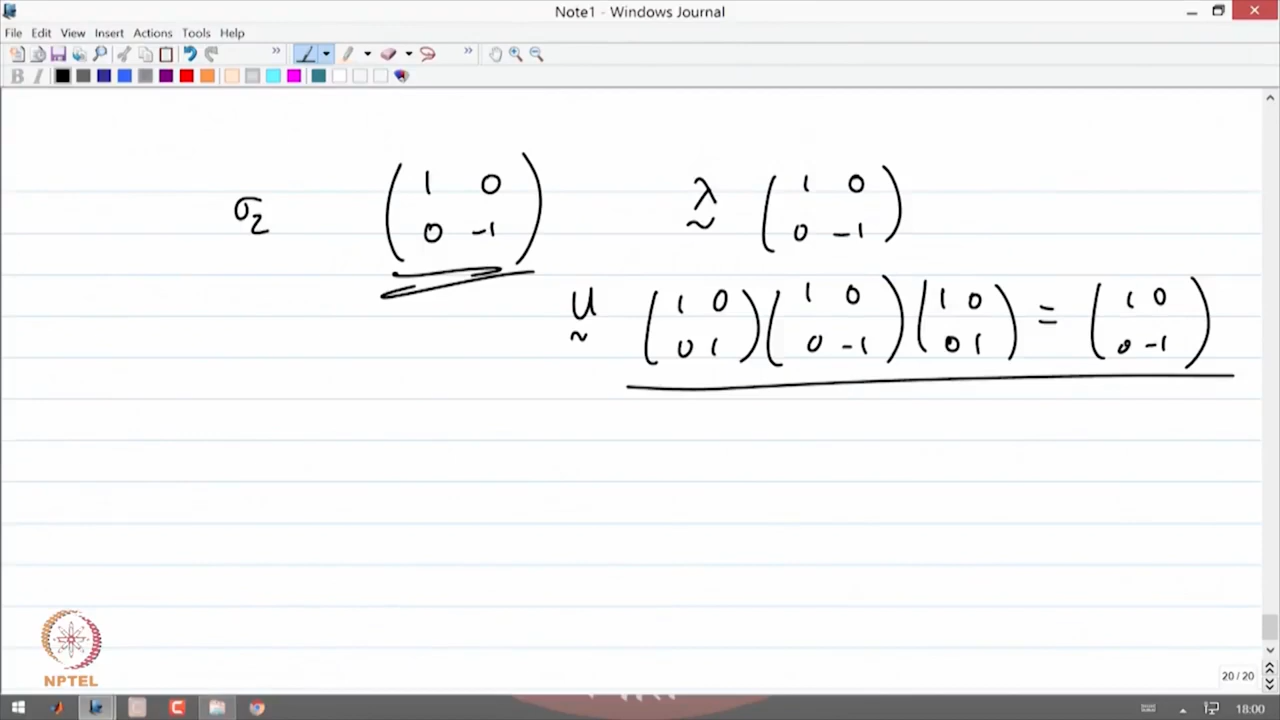 Note1 - Windows Journal
File Edit View Insert Actions Tools Help
B I
σ₂ ( 1 0 ; 0 -1 ) λ ( 1 0 ; 0 -1 )
~
U ( 1 0 ; 0 1 ) ( 1 0 ; 0 -1 ) ( 1 0 ; 0 1 ) = ( 1 0 ; 0 -1 )
~
NPTEL
20 / 20
18:00